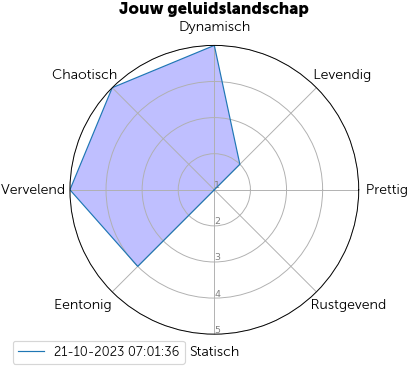 Jouw geluidslandschap
Dynamisch
Chaotisch
Levendig
Vervelend
Prettig
1
2
3
4
5
Eentonig
Rustgevend
Statisch
21-10-2023 07:01:36